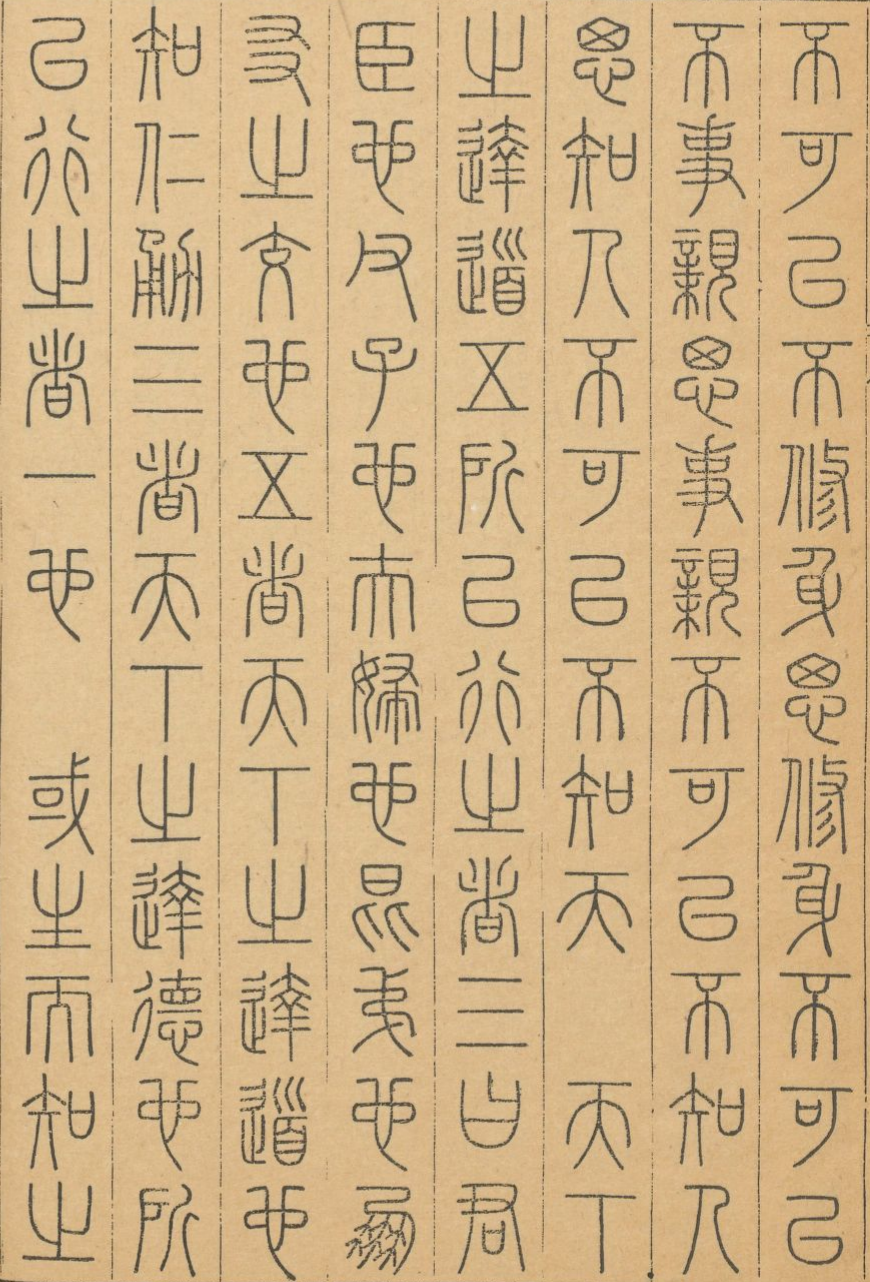 不可以不修身思修身不可以
不事親思事親不可以不知人
思知人不可以不知天　天下
之達道五所以行之者三曰君
臣也父子也夫婦也昆弟也朋
友之交也五者天下之達道也
知仁勇三者天下之達德也所
以行之者一也　或生而知之